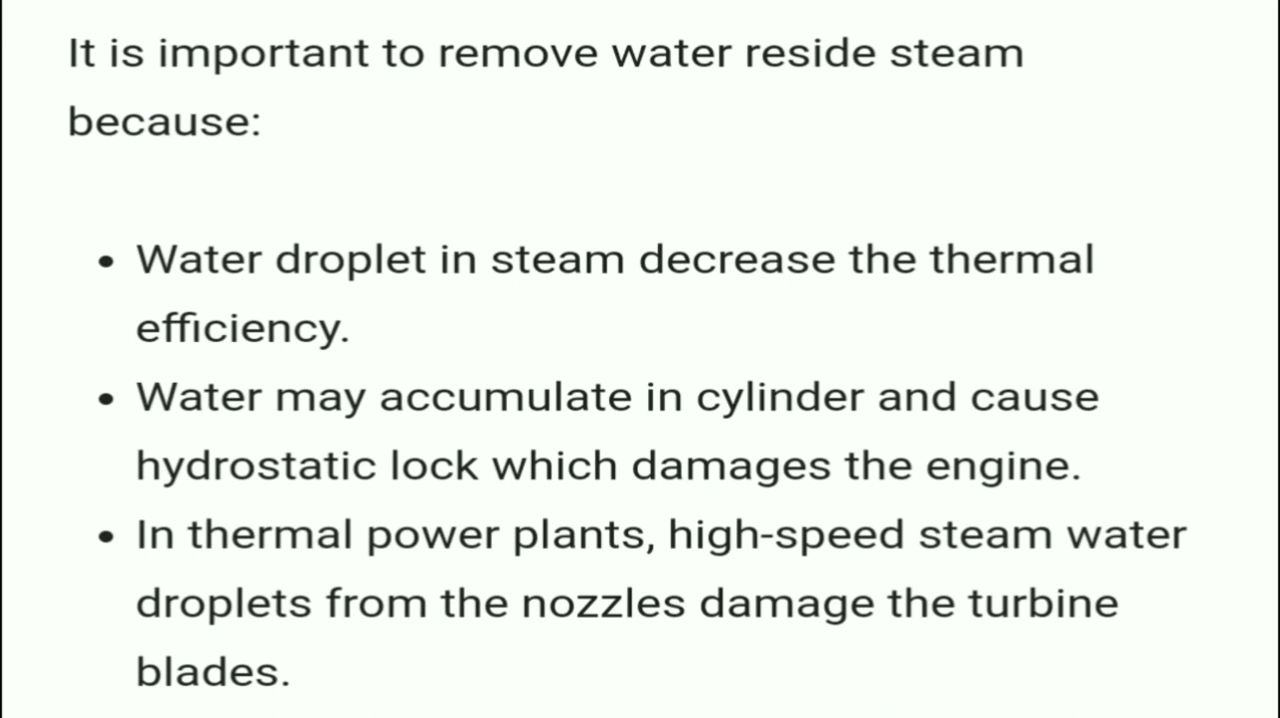 It is important to remove water reside steam
because:
• Water droplet in steam decrease the thermal
efficiency.
• Water may accumulate in cylinder and cause
hydrostatic lock which damages the engine.
• In thermal power plants, high-speed steam water
droplets from the nozzles damage the turbine
blades.